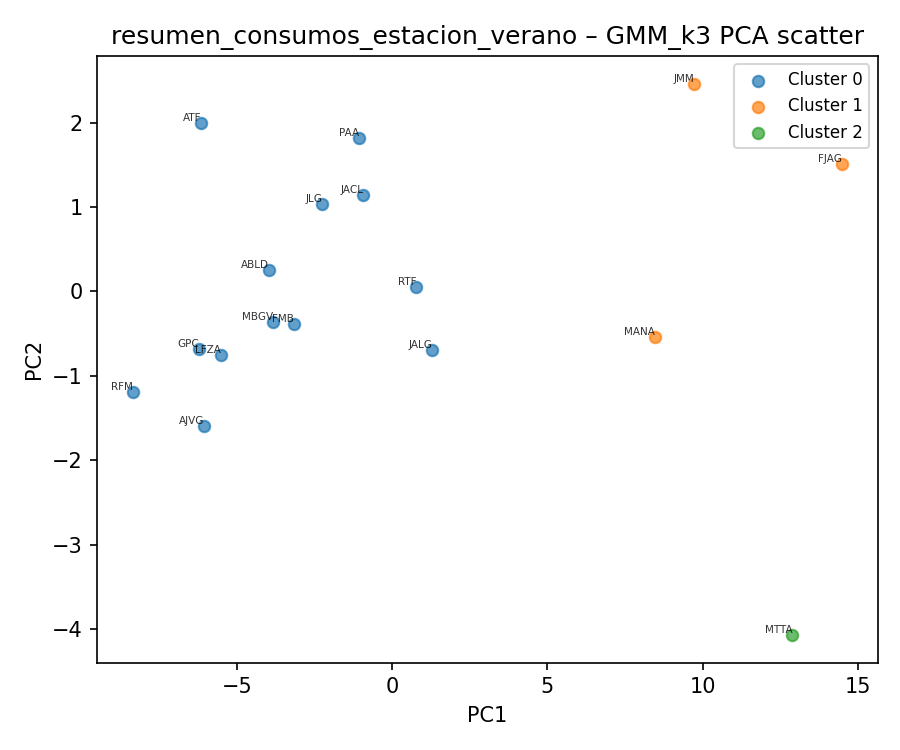 resumen_consumos_estacion_verano – GMM_k3 PCA scatter
Cluster 0
Cluster 1
Cluster 2
JMM
FJAG
ATF
PAA
JACL
JLG
ABLD
RTF
MBGV
FMB
JALG
MANA
GPC
LFZA
RFM
AJVG
MTTA
PC2
2
1
0
−1
−2
−3
−4
−5
0
5
10
15
PC1